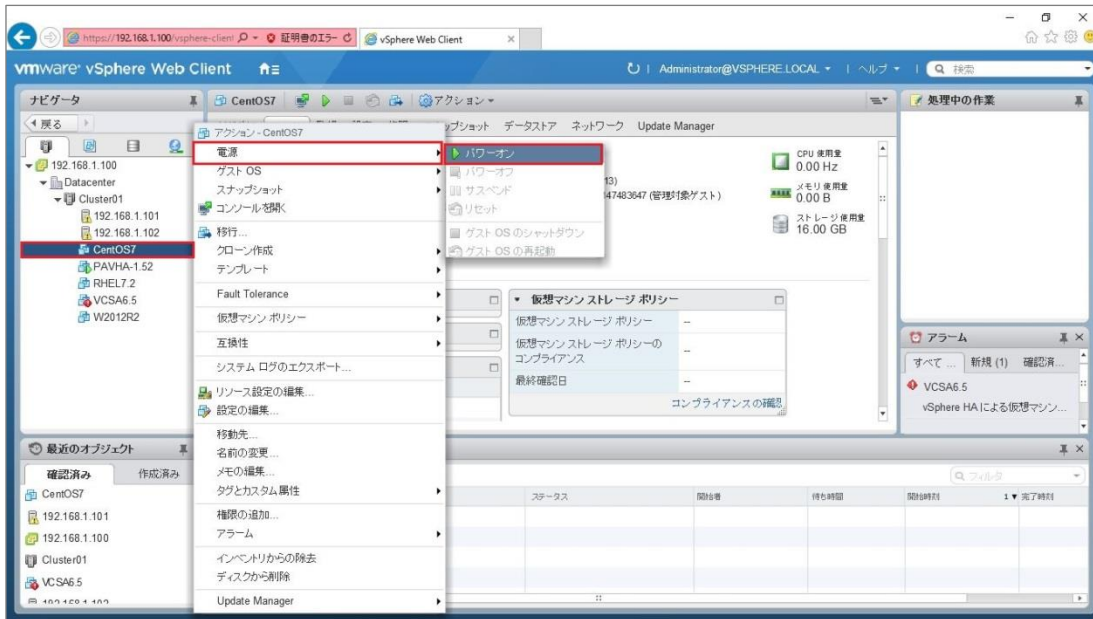 https://192.168.1.100/vsphere-client
証明書のエラー
vSphere Web Client
vmware® vSphere Web Client
Administrator@VSPHERE.LOCAL
ヘルプ
検索
ナビゲータ
戻る
192.168.1.100
Datacenter
Cluster01
192.168.1.101
192.168.1.102
CentOS7
PAVHA-1.52
RHEL7.2
VCSA6.5
W2012R2
CentOS7
アクション
データストア ネットワーク Update Manager
アクション - CentOS7
電源
ゲスト OS
スナップショット
コンソールを開く
移行...
クローン作成
テンプレート
Fault Tolerance
仮想マシン ポリシー
互換性
システム ログのエクスポート...
リソース設定の編集...
設定の編集...
移動先...
名前の変更...
メモの編集...
タグとカスタム属性
権限の追加...
アラーム
インベントリからの除去
ディスクから削除
Update Manager
パワーオン
パワーオフ
サスペンド
リセット
ゲスト OS のシャットダウン
ゲスト OS の再起動
13)
147483647 (管理対象ゲスト)
CPU 使用量
0.00 Hz
メモリ使用量
0.00 B
ストレージ使用量
16.00 GB
仮想マシン ストレージ ポリシー
仮想マシン ストレージ ポリシー --
仮想マシン ストレージ ポリシーの
コンプライアンス --
最終確認日 --
コンプライアンスの確認
処理中の作業
アラーム
すべて ... 新規 (1) 確認済...
VCSA6.5
vSphere HA による仮想マシン...
最近のオブジェクト
確認済み 作成済み
CentOS7
192.168.1.101
192.168.1.100
Cluster01
VCSA6.5
フィルタ
ステータス 開始者 待ち時間 開始時刻 1 ▼ 完了時刻